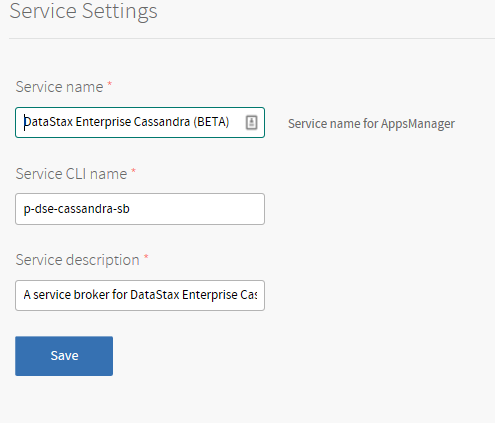 Service Settings
Service name *
DataStax Enterprise Cassandra (BETA)
Service name for AppsManager
Service CLI name *
p-dse-cassandra-sb
Service description *
A service broker for DataStax Enterprise Cas
Save